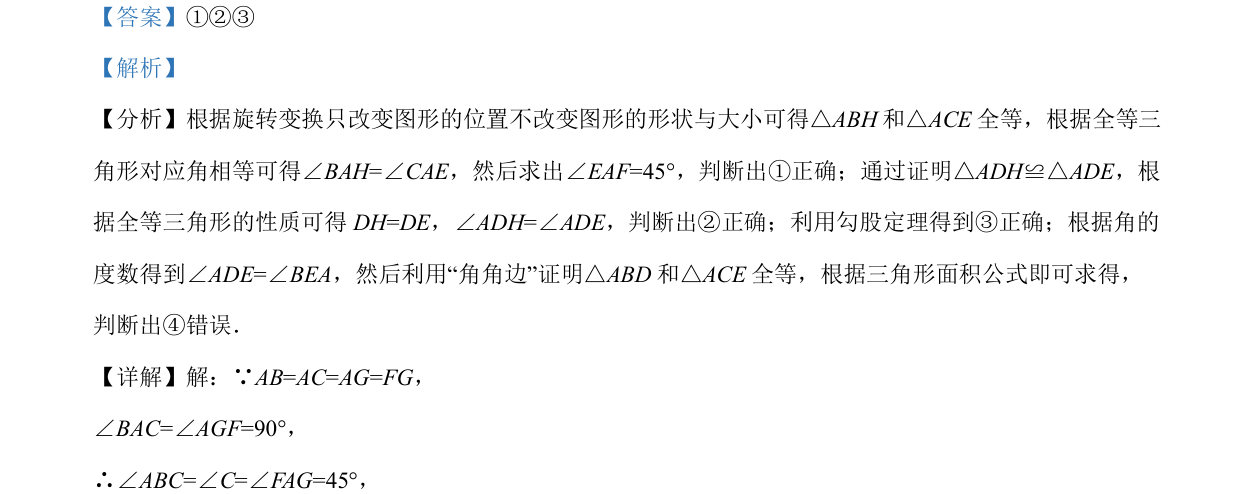 【答案】①②③
【解析】
【分析】根据旋转变换只改变图形的位置不改变图形的形状与大小可得△ABH和△ACE全等，根据全等三
角形对应角相等可得∠BAH=∠CAE，然后求出∠EAF=45°，判断出①正确；通过证明△ADH≌△ADE，根
据全等三角形的性质可得DH=DE，∠ADH=∠ADE，判断出②正确；利用勾股定理得到③正确；根据角的
度数得到∠ADE=∠BEA，然后利用“角角边”证明△ABD和△ACE全等，根据三角形面积公式即可求得，
判断出④错误．
【详解】解：∵AB=AC=AG=FG，
∠BAC=∠AGF=90°，
∴∠ABC=∠C=∠FAG=45°，